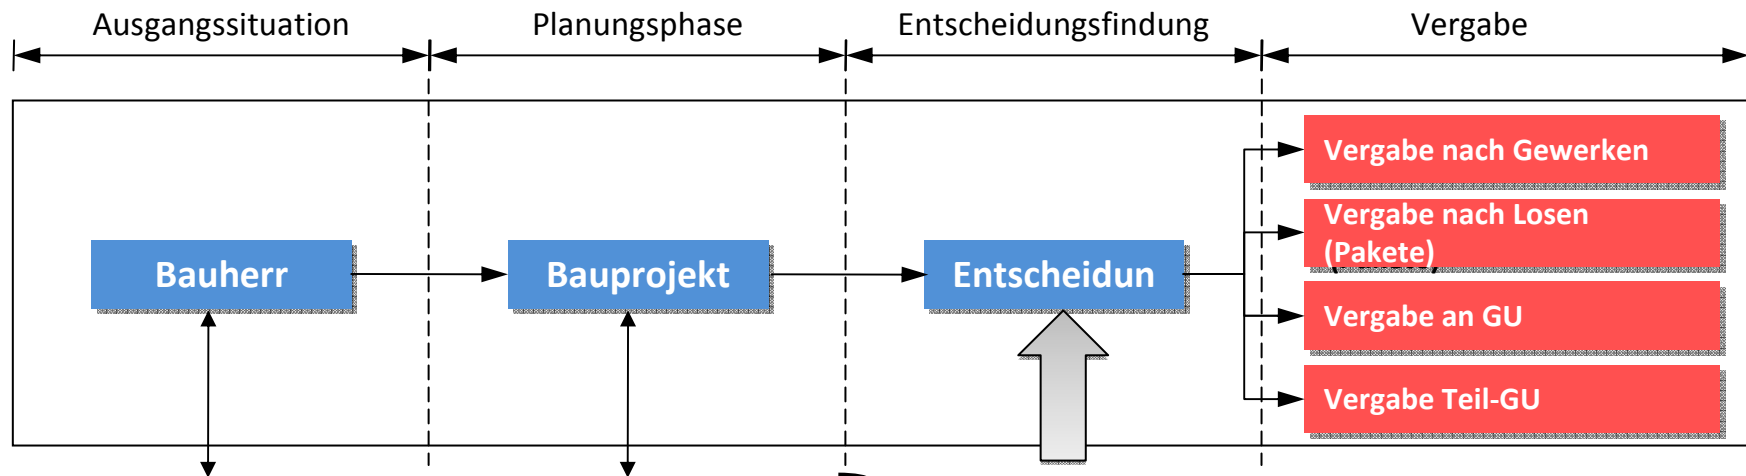 Ausgangssituation
Planungsphase
Entscheidungsfindung
Vergabe
Vergabe nach Gewerken
Vergabe nach Losen
(Pakete)
Bauherr
Bauprojekt
Entscheidun
Vergabe an GU
Vergabe Teil-GU